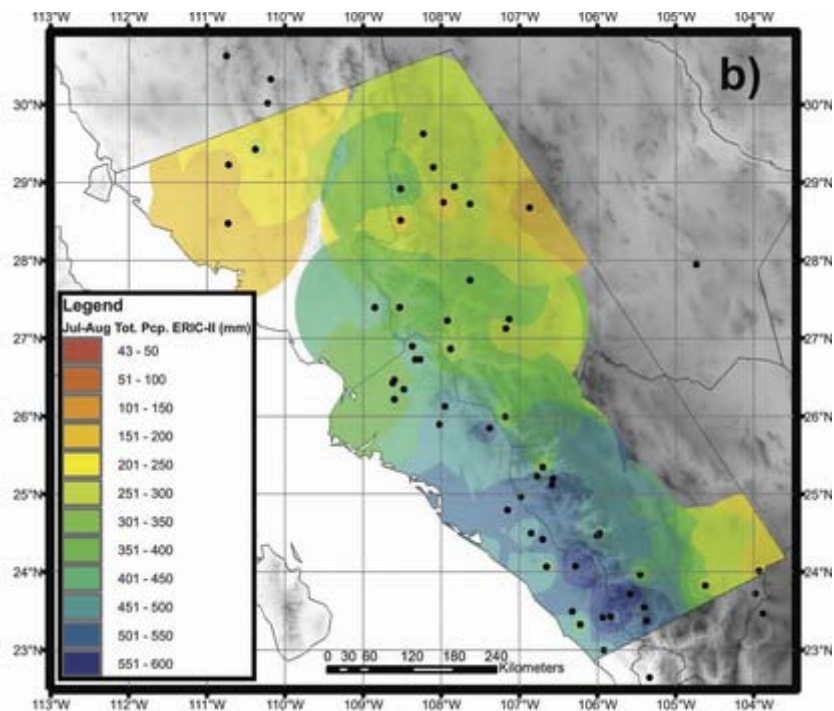 113°W 112°W 111°W 110°W 109°W 108°W 107°W 106°W 105°W 104°W
b)
30°N 30°N
29°N 29°N
28°N 28°N
27°N 27°N
26°N 26°N
25°N 25°N
24°N 24°N
23°N 23°N
Legend
Jul-Aug Tot. Pcp. ERIC-II (mm)
43 - 50
51 - 100
101 - 150
151 - 200
201 - 250
251 - 300
301 - 350
351 - 400
401 - 450
451 - 500
501 - 550
551 - 600
0 30 60 120 180 240
Kilometers
113°W 112°W 111°W 110°W 109°W 108°W 107°W 106°W 105°W 104°W